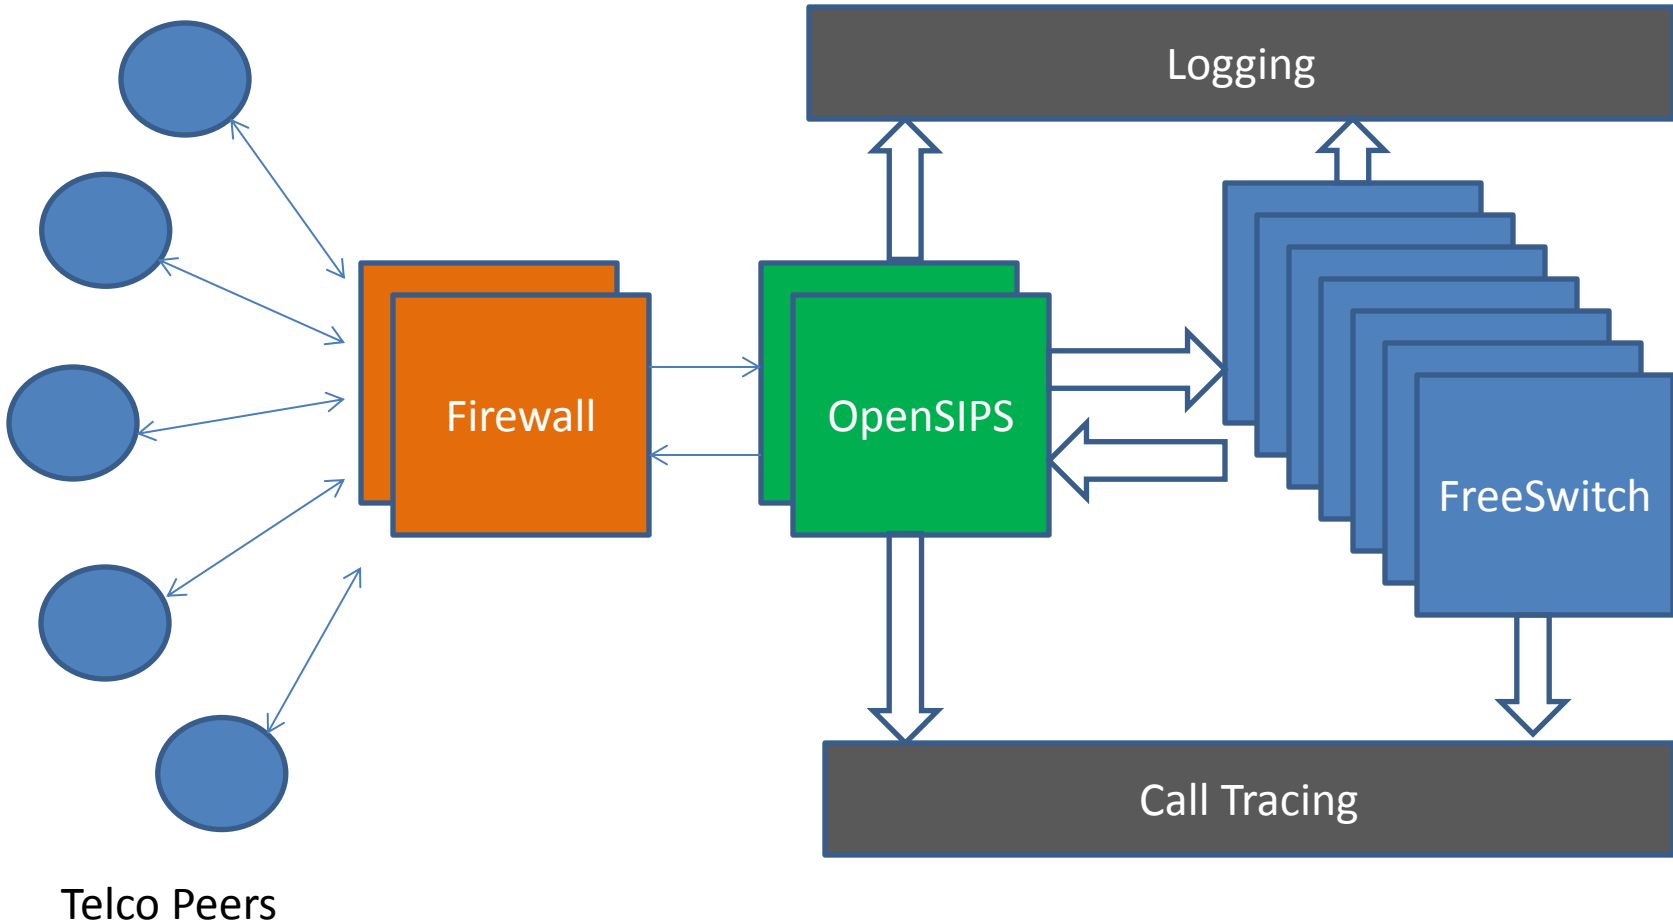 Logging
Firewall
OpenSIPS
FreeSwitch
Call Tracing
Telco Peers